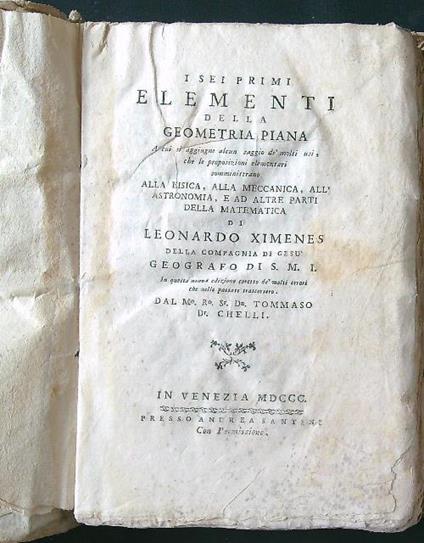 I SEI PRIMI
ELEMENTI
DELLA
GEOMETRIA PIANA
A cui s'aggiugne alcun saggio de' molti usi,
che le proposizioni elementari
somministrano
ALLA FISICA, ALLA MECCANICA, ALL'
ASTRONOMIA, E AD ALTRE PARTI
DELLA MATEMATICA
DI
LEONARDO XIMENES
DELLA COMPAGNIA DI GESU'
GEOGRAFO DI S. M. I.
In questa nuova edizione coretto de' molti errori
che nelle passate trascorsero.
DAL Mo. Ro. Sr. Dn. TOMMASO
Dr. CHELLI.
IN VENEZIA MDCCC.
PRESSO ANDREA SANTINI
Con Permissione.